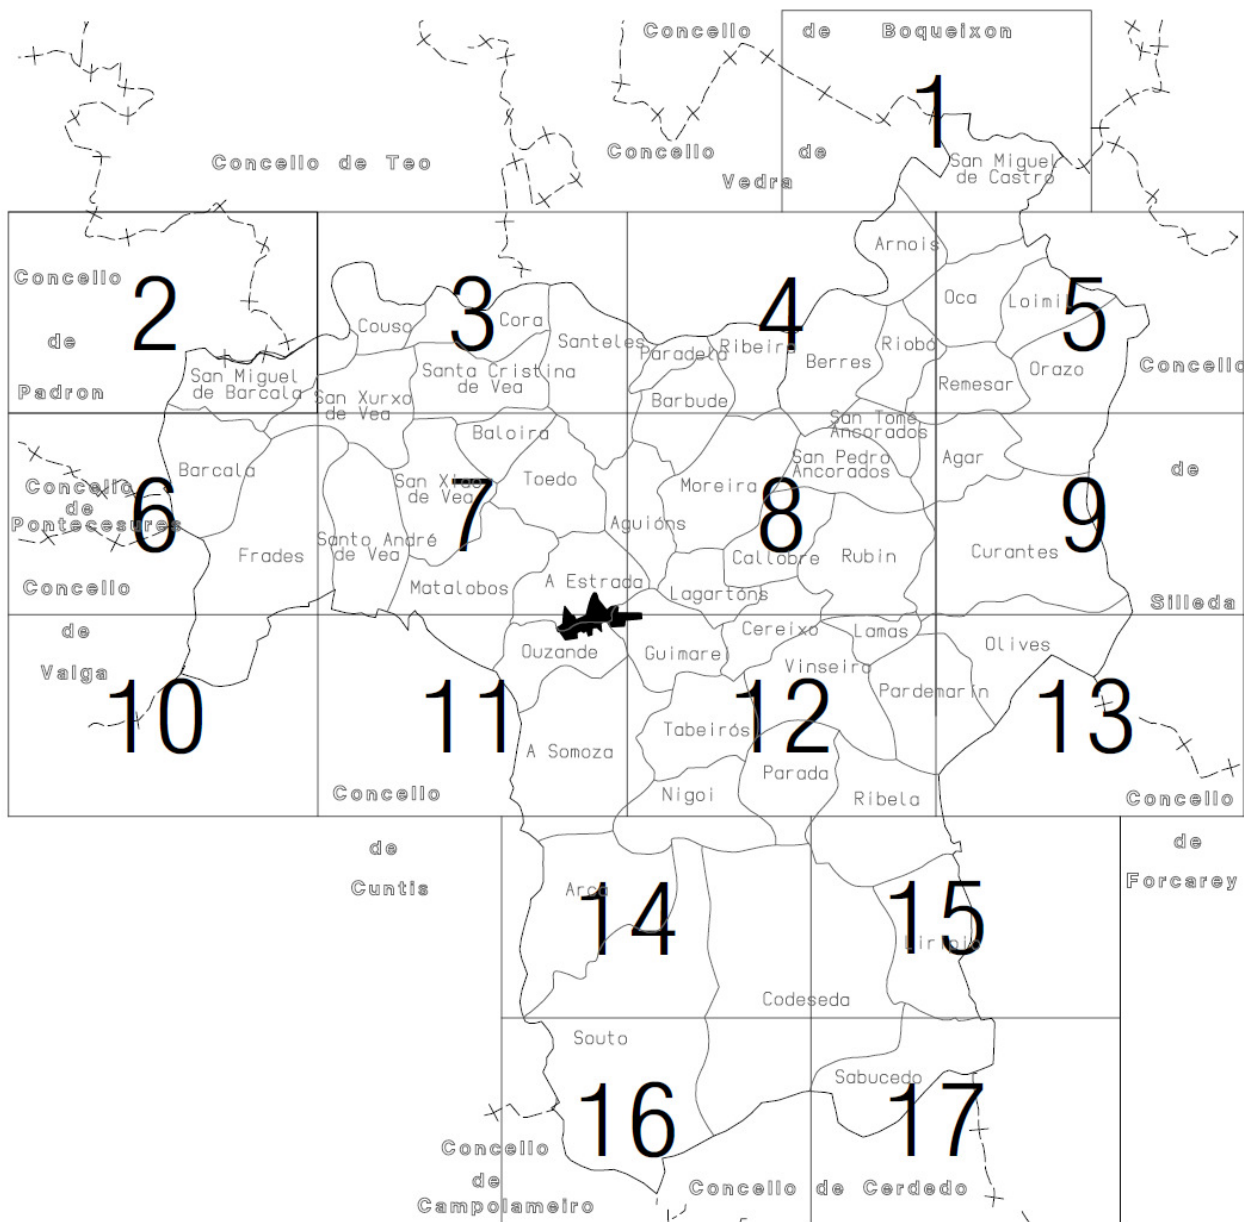 Concello de Boqueixon
1
Concello de Teo
Concello de
Vedra
San Miguel
de Castro
Arnois
Concello
de
Padron
2
3
4
5
Couso
Cora
Santeles
Paradela
Ribeira
Berres
Riobó
Oca
Loimil
Orazo
Remesar
Concello
San Miguel
de Barcala
San Xurxo
de Vea
Santa Cristina
de Vea
Barbude
San Tomé
Ancorados
San Pedro
Ancorados
Agar
de
Silleda
Barcala
Baloira
Toedo
Moreira
San Xiao
de Vea
Concello
de
Pontecesures
6
7
8
9
Aguións
Santo André
de Vea
Frades
Matalobos
A Estrada
Callobre
Rubin
Curantes
Lagartóns
Concello
de
Valga
10
11
12
13
Ouzande
Guimarei
Cereixo
Lamas
Olives
Vinseiro
Pardemarín
A Somoza
Tabeirós
Parada
Nigoi
Ribela
Concello
de
Cuntis
Concello
de
Forcarey
Arca
14
15
Liripio
Codeseda
Souto
Sabucedo
16
17
Concello
de
Campolameiro
Concello de Cerdedo